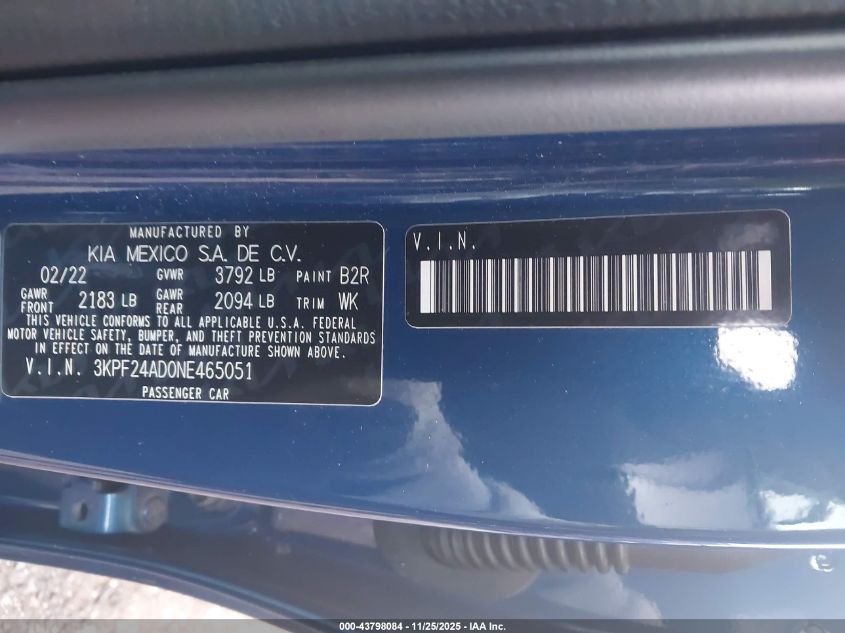 MANUFACTURED BY
KIA MEXICO S.A. DE C.V.
02/22 GVWR 3792 LB PAINT B2R
GAWR FRONT 2183 LB GAWR REAR 2094 LB TRIM WK
THIS VEHICLE CONFORMS TO ALL APPLICABLE U.S.A. FEDERAL
MOTOR VEHICLE SAFETY, BUMPER, AND THEFT PREVENTION STANDARDS
IN EFFECT ON THE DATE OF MANUFACTURE SHOWN ABOVE.
V.I.N. 3KPF24AD0NE465051
PASSENGER CAR
V.I.N.
000-43798084 - 11/25/2025 - IAA Inc.